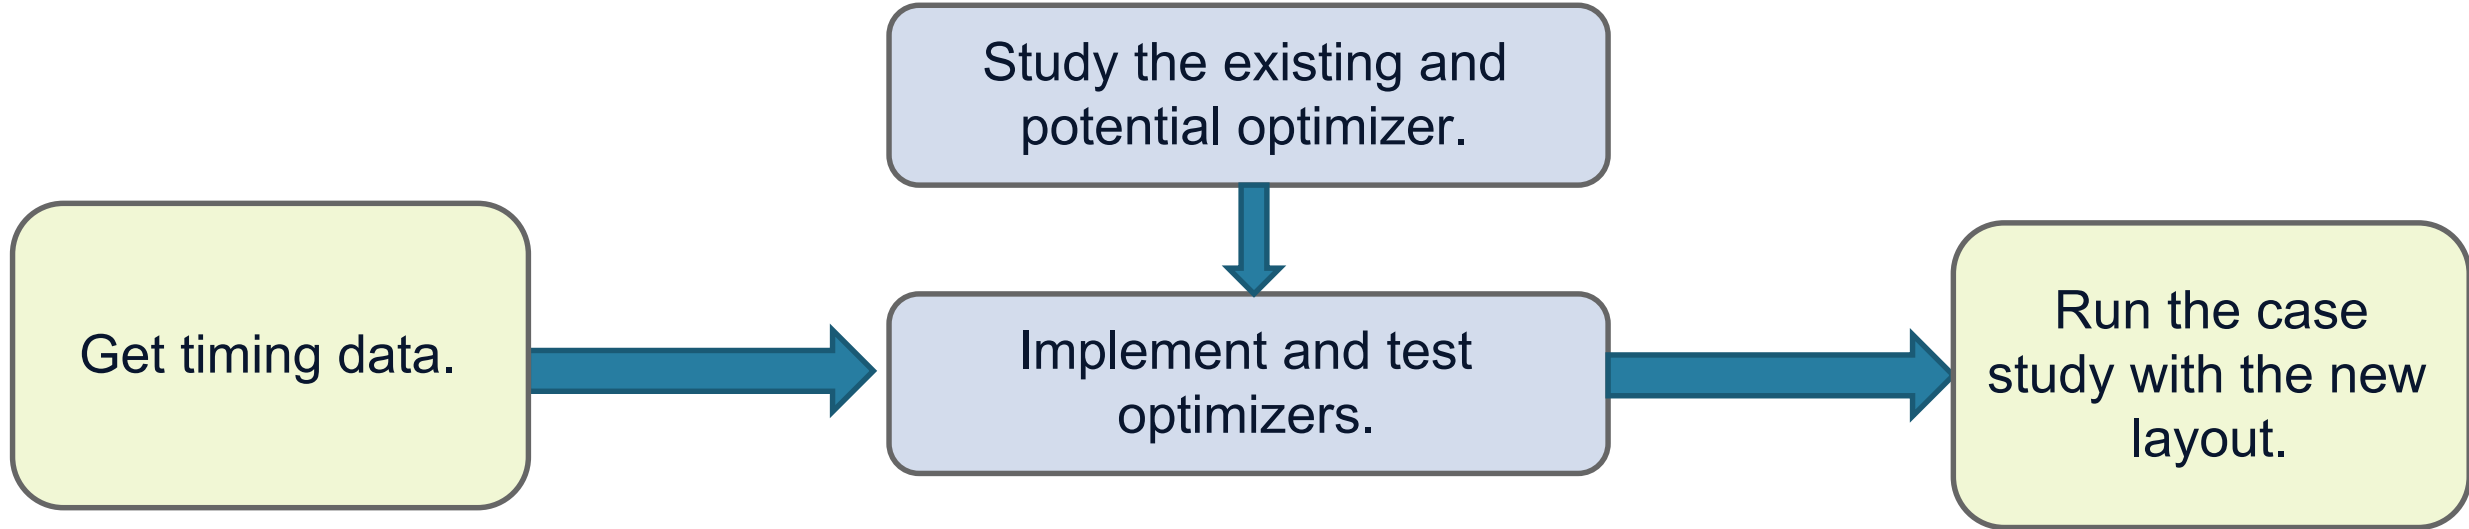 Study the existing and
potential optimizer.
Get timing data.
Implement and test
optimizers.
Run the case
study with the new
layout.